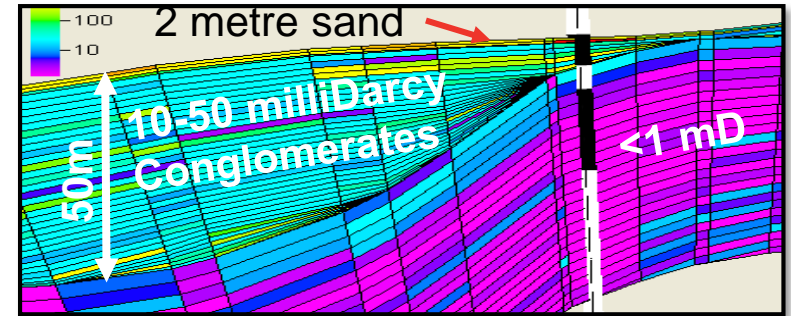 100
10
2 metre sand
10-50 milliDarcy
Conglomerates
50m
<1 mD